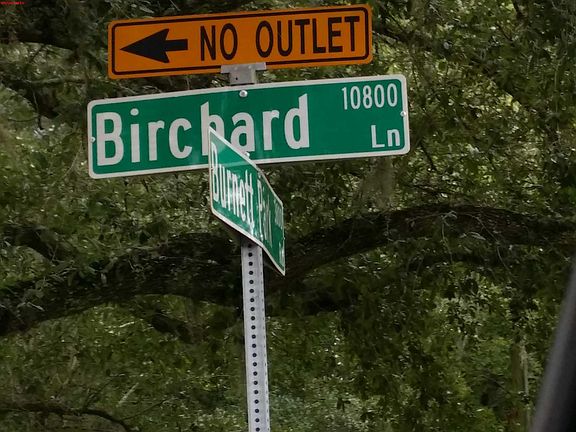 NO OUTLET
Birchard Ln 10800
Burnett